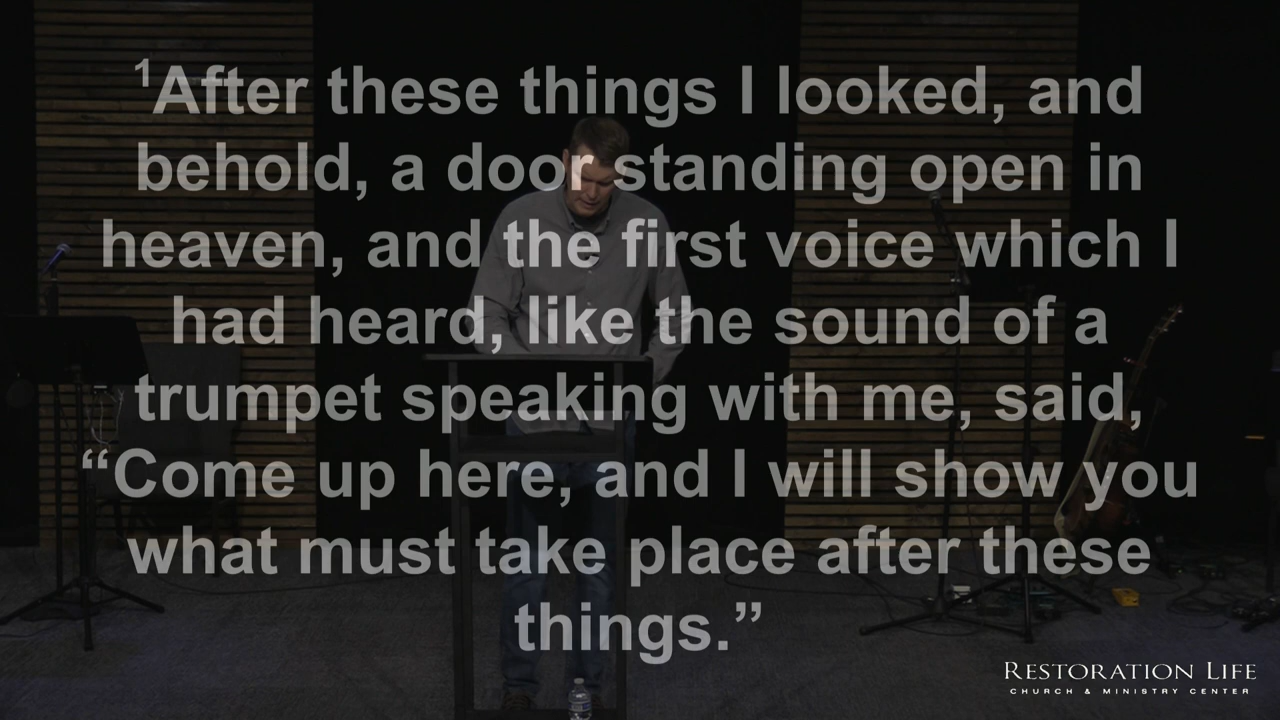 ¹After these things I looked, and
behold, a door standing open in
heaven, and the first voice which I
had heard, like the sound of a
trumpet speaking with me, said,
“Come up here, and I will show you
what must take place after these
things.”
RESTORATION LIFE
CHURCH & MINISTRY CENTER